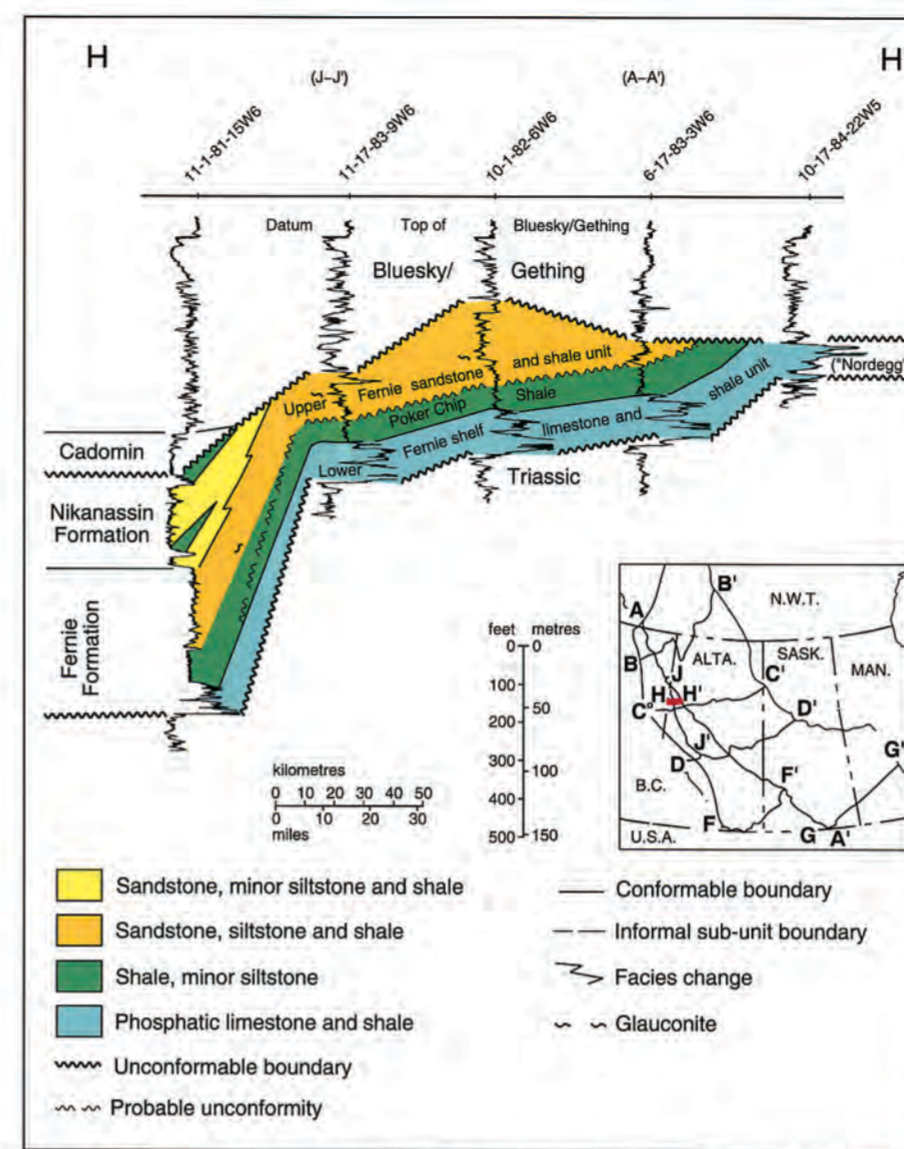 H
H
(J–J')
(A–A')
11-1-81-15W6
11-17-83-9W6
10-1-82-6W6
6-17-83-3W6
10-17-84-22W5
Datum
Top of
Bluesky/Gething
Bluesky/ Gething
Upper Fernie sandstone and shale unit
Poker Chip Shale
Lower Fernie shelf limestone and shale unit
("Nordegg"
Triassic
Cadomin
Nikanassin
Formation
Fernie
Formation
feet metres
0 0
100
200 50
300
400 100
500 150
kilometres
0 10 20 30 40 50
0 10 20 30
miles
A
B
B'
N.W.T.
J
ALTA.
SASK.
MAN.
C'
H
H'
C
D'
J'
D
G'
B.C.
F'
F
G
A'
U.S.A.
Sandstone, minor siltstone and shale
Sandstone, siltstone and shale
Shale, minor siltstone
Phosphatic limestone and shale
Unconformable boundary
Probable unconformity
Conformable boundary
Informal sub-unit boundary
Facies change
Glauconite